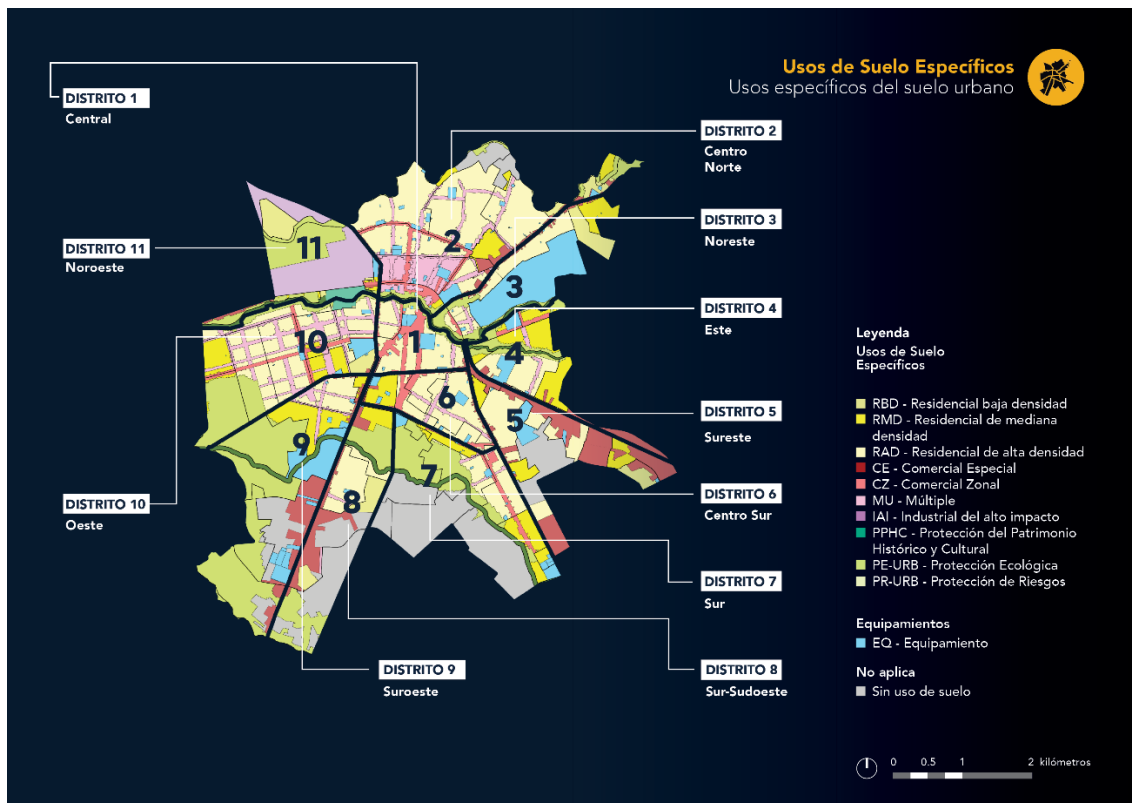 Usos de Suelo Específicos
Usos específicos del suelo urbano
DISTRITO 1
Central
DISTRITO 2
Centro
Norte
DISTRITO 3
Noreste
DISTRITO 11
Noroeste
DISTRITO 4
Este
DISTRITO 5
Sureste
DISTRITO 10
Oeste
DISTRITO 6
Centro Sur
DISTRITO 7
Sur
DISTRITO 9
Suroeste
DISTRITO 8
Sur-Sudoeste
11
2
3
10
1
4
6
5
9
7
8
Leyenda
Usos de Suelo
Específicos
RBD - Residencial baja densidad
RMD - Residencial de mediana
densidad
RAD - Residencial de alta densidad
CE - Comercial Especial
CZ - Comercial Zonal
MU - Múltiple
IAI - Industrial del alto impacto
PPHC - Protección del Patrimonio
Histórico y Cultural
PE-URB - Protección Ecológica
PR-URB - Protección de Riesgos
Equipamientos
EQ - Equipamiento
No aplica
Sin uso de suelo
0 0.5 1 2 kilómetros